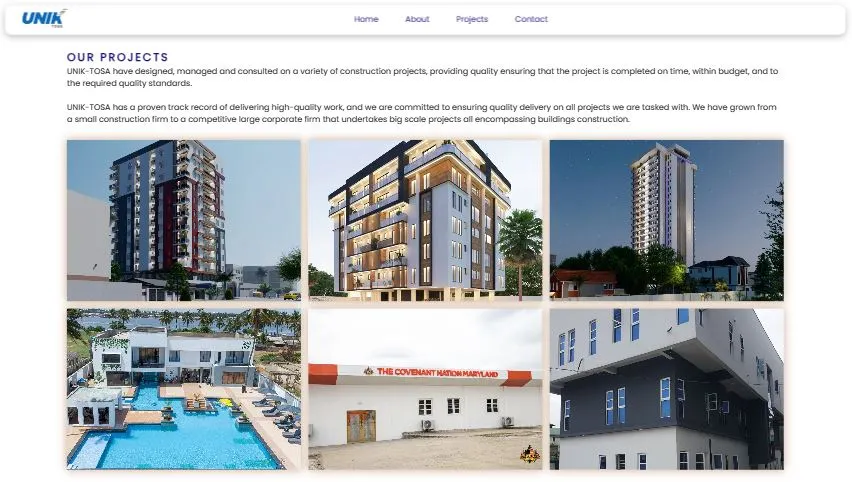 UNIK
TOSA
Home About Projects Contact
OUR PROJECTS
UNIK-TOSA have designed, managed and consulted on a variety of construction projects, providing quality ensuring that the project is completed on time, within budget, and to
the required quality standards.
UNIK-TOSA has a proven track record of delivering high-quality work, and we are committed to ensuring quality delivery on all projects we are tasked with. We have grown from
a small construction firm to a competitive large corporate firm that undertakes big scale projects all encompassing buildings construction.
THE COVENANT NATION MARYLAND